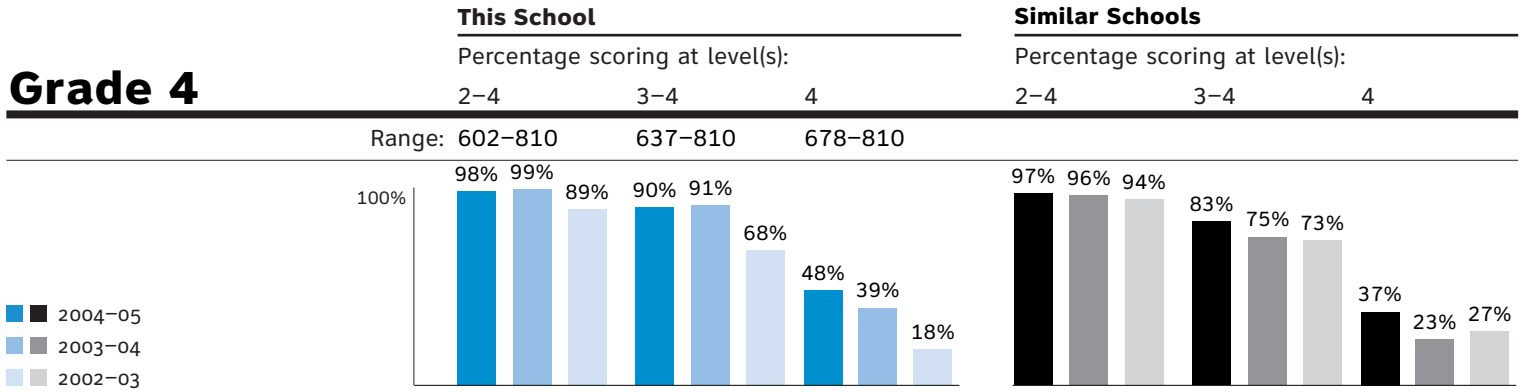 This School
Similar Schools
Percentage scoring at level(s):
Percentage scoring at level(s):
Grade 4
2–4 3–4 4
2–4 3–4 4
Range: 602–810 637–810 678–810
100%
98% 99% 89% 90% 91% 68% 48% 39% 18%
97% 96% 94% 83% 75% 73% 37% 23% 27%
2004–05
2003–04
2002–03